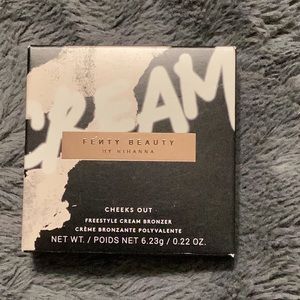 CREAM
FENTY BEAUTY
BY RIHANNA
CHEEKS OUT
FREESTYLE CREAM BRONZER
CRÈME BRONZANTE POLYVALENTE
NET WT. / POIDS NET 6.23g / 0.22 OZ.